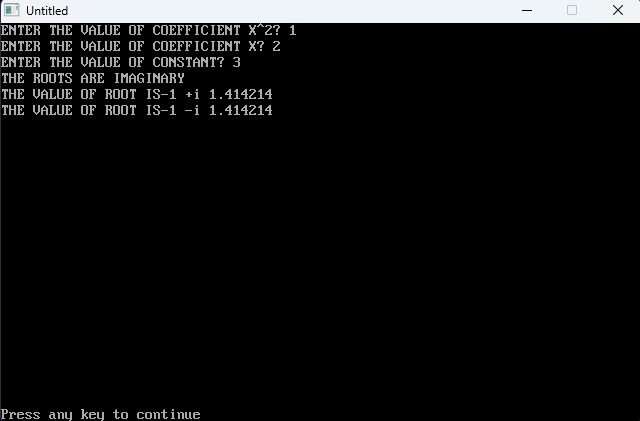 Untitled
ENTER THE VALUE OF COEFFICIENT X^2? 1
ENTER THE VALUE OF COEFFICIENT X? 2
ENTER THE VALUE OF CONSTANT? 3
THE ROOTS ARE IMAGINARY
THE VALUE OF ROOT IS-1 +i 1.414214
THE VALUE OF ROOT IS-1 -i 1.414214
Press any key to continue